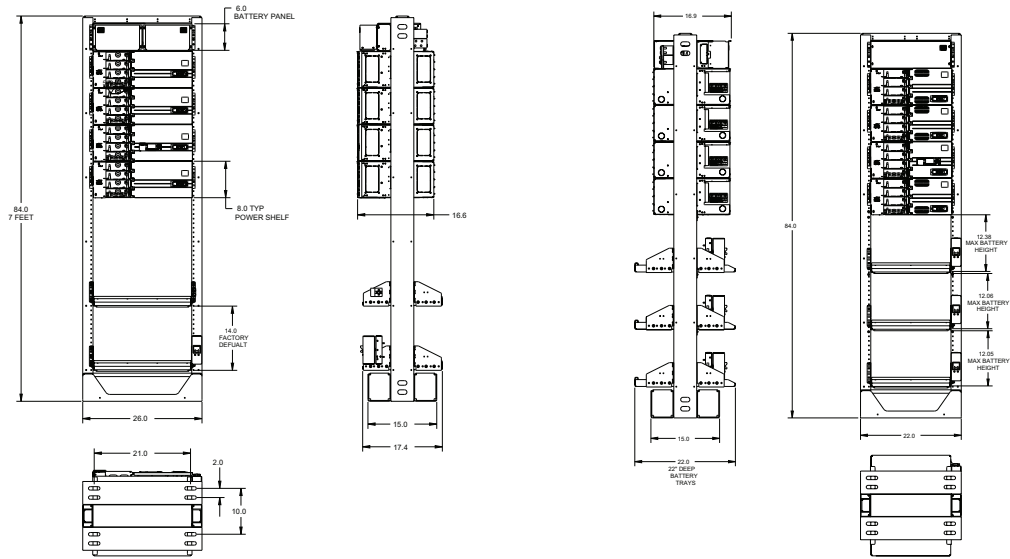 6.0
BATTERY PANEL
84.0
7 FEET
8.0 TYP
POWER SHELF
14.0
FACTORY
DEFUALT
26.0
21.0
2.0
10.0
16.6
15.0
17.4
16.9
15.0
22.0
22" DEEP
BATTERY
TRAYS
84.0
12.38
MAX BATTERY
HEIGHT
12.06
MAX BATTERY
HEIGHT
12.05
MAX BATTERY
HEIGHT
22.0